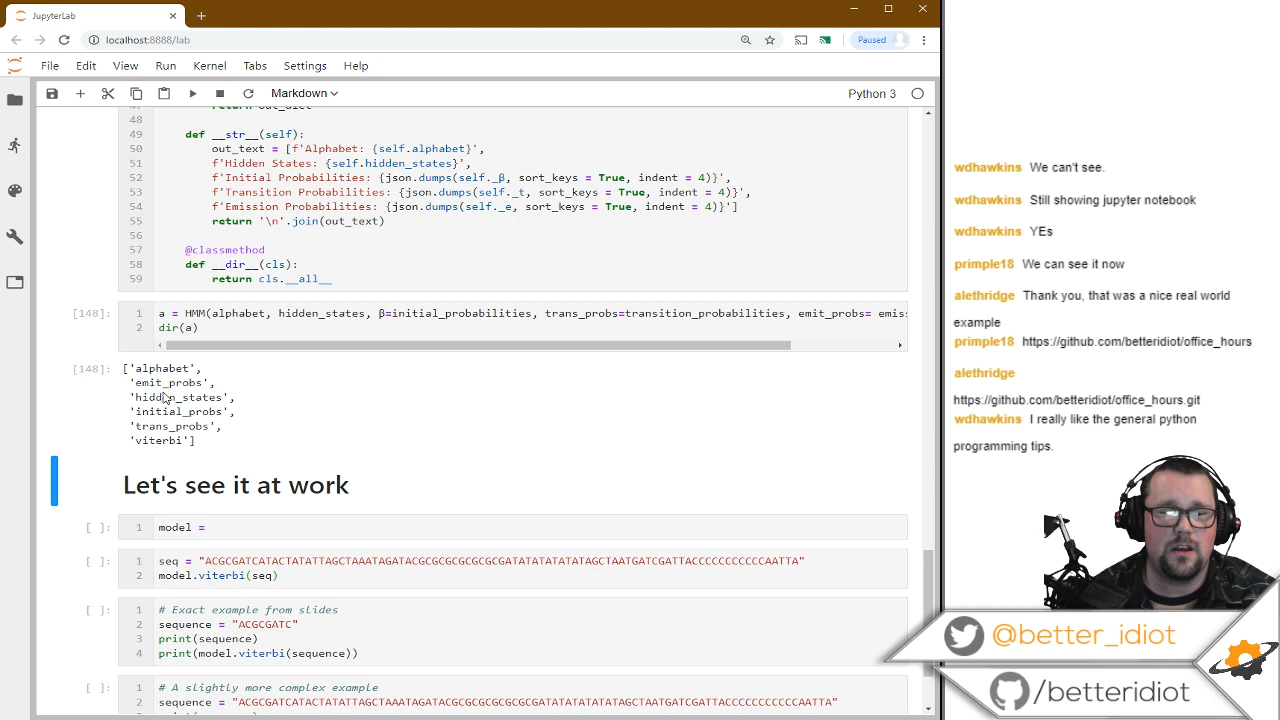 JupyterLab
localhost:8888/lab
Paused
File Edit View Run Kernel Tabs Settings Help
Markdown
Python 3
48
49 def __str__(self):
50 out_text = [f'Alphabet: {self.alphabet}',
51 f'Hidden States: {self.hidden_states}',
52 f'Initial Probabilities: {json.dumps(self._β, sort_keys = True, indent = 4)}',
53 f'Transition Probabilities: {json.dumps(self._t, sort_keys = True, indent = 4)}',
54 f'Emission Probabilities: {json.dumps(self._e, sort_keys = True, indent = 4)}']
55 return '\n'.join(out_text)
56
57 @classmethod
58 def __dir__(cls):
59 return cls.__all__
[148]: 1 a = HMM(alphabet, hidden_states, β=initial_probabilities, trans_probs=transition_probabilities, emit_probs= emis
2 dir(a)
[148]: ['alphabet',
'emit_probs',
'hidden_states',
'initial_probs',
'trans_probs',
'viterbi']
Let's see it at work
[ ]: 1 model =
[ ]: 1 seq = "ACGCGATCATACTATATTAGCTAAATAGATACGCGCGCGCGCGATATATATATATAGCTAATGATCGATTACCCCCCCCCCCAATTA"
2 model.viterbi(seq)
[ ]: 1 # Exact example from slides
2 sequence = "ACGCGATC"
3 print(sequence)
4 print(model.viterbi(sequence))
[ ]: 1 # A slightly more complex example
2 sequence = "ACGCGATCATACTATATTAGCTAAATAGATACGCGCGCGCGCGATATATATATATAGCTAATGATCGATTACCCCCCCCCCCAATTA"
wdhawkins We can't see.
wdhawkins Still showing jupyter notebook
wdhawkins YEs
primple18 We can see it now
alethridge Thank you, that was a nice real world
example
primple18 https://github.com/betteridiot/office_hours
alethridge
https://github.com/betteridiot/office_hours.git
wdhawkins I really like the general python
programming tips.
@better_idiot
/betteridiot